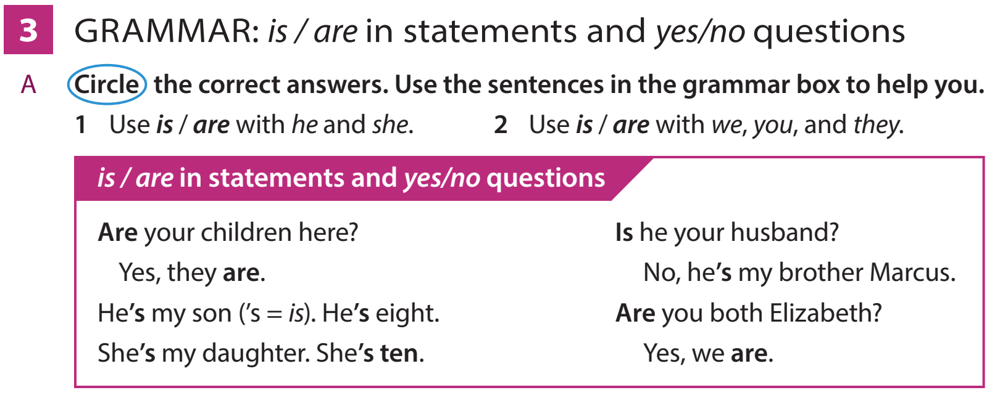 3 GRAMMAR: is / are in statements and yes/no questions
A Circle the correct answers. Use the sentences in the grammar box to help you.
1 Use is / are with he and she. 2 Use is / are with we, you, and they.
is / are in statements and yes/no questions
Are your children here?
Yes, they are.
He’s my son (’s = is). He’s eight.
She’s my daughter. She’s ten.
Is he your husband?
No, he’s my brother Marcus.
Are you both Elizabeth?
Yes, we are.